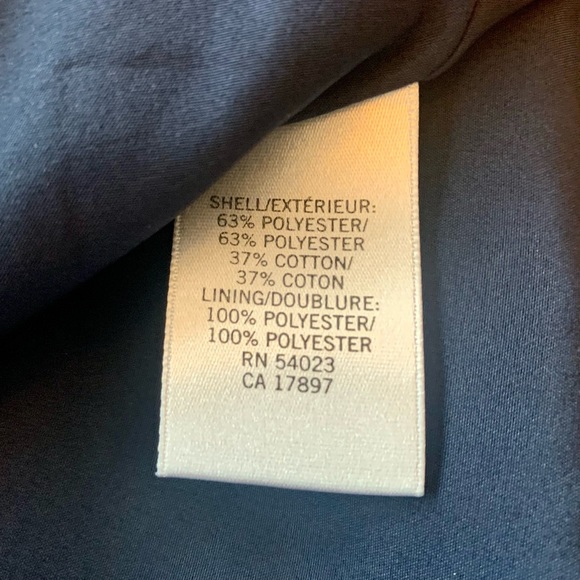 SHELL/EXTÉRIEUR:
63% POLYESTER/
63% POLYESTER
37% COTTON/
37% COTON
LINING/DOUBLURE:
100% POLYESTER/
100% POLYESTER
RN 54023
CA 17897